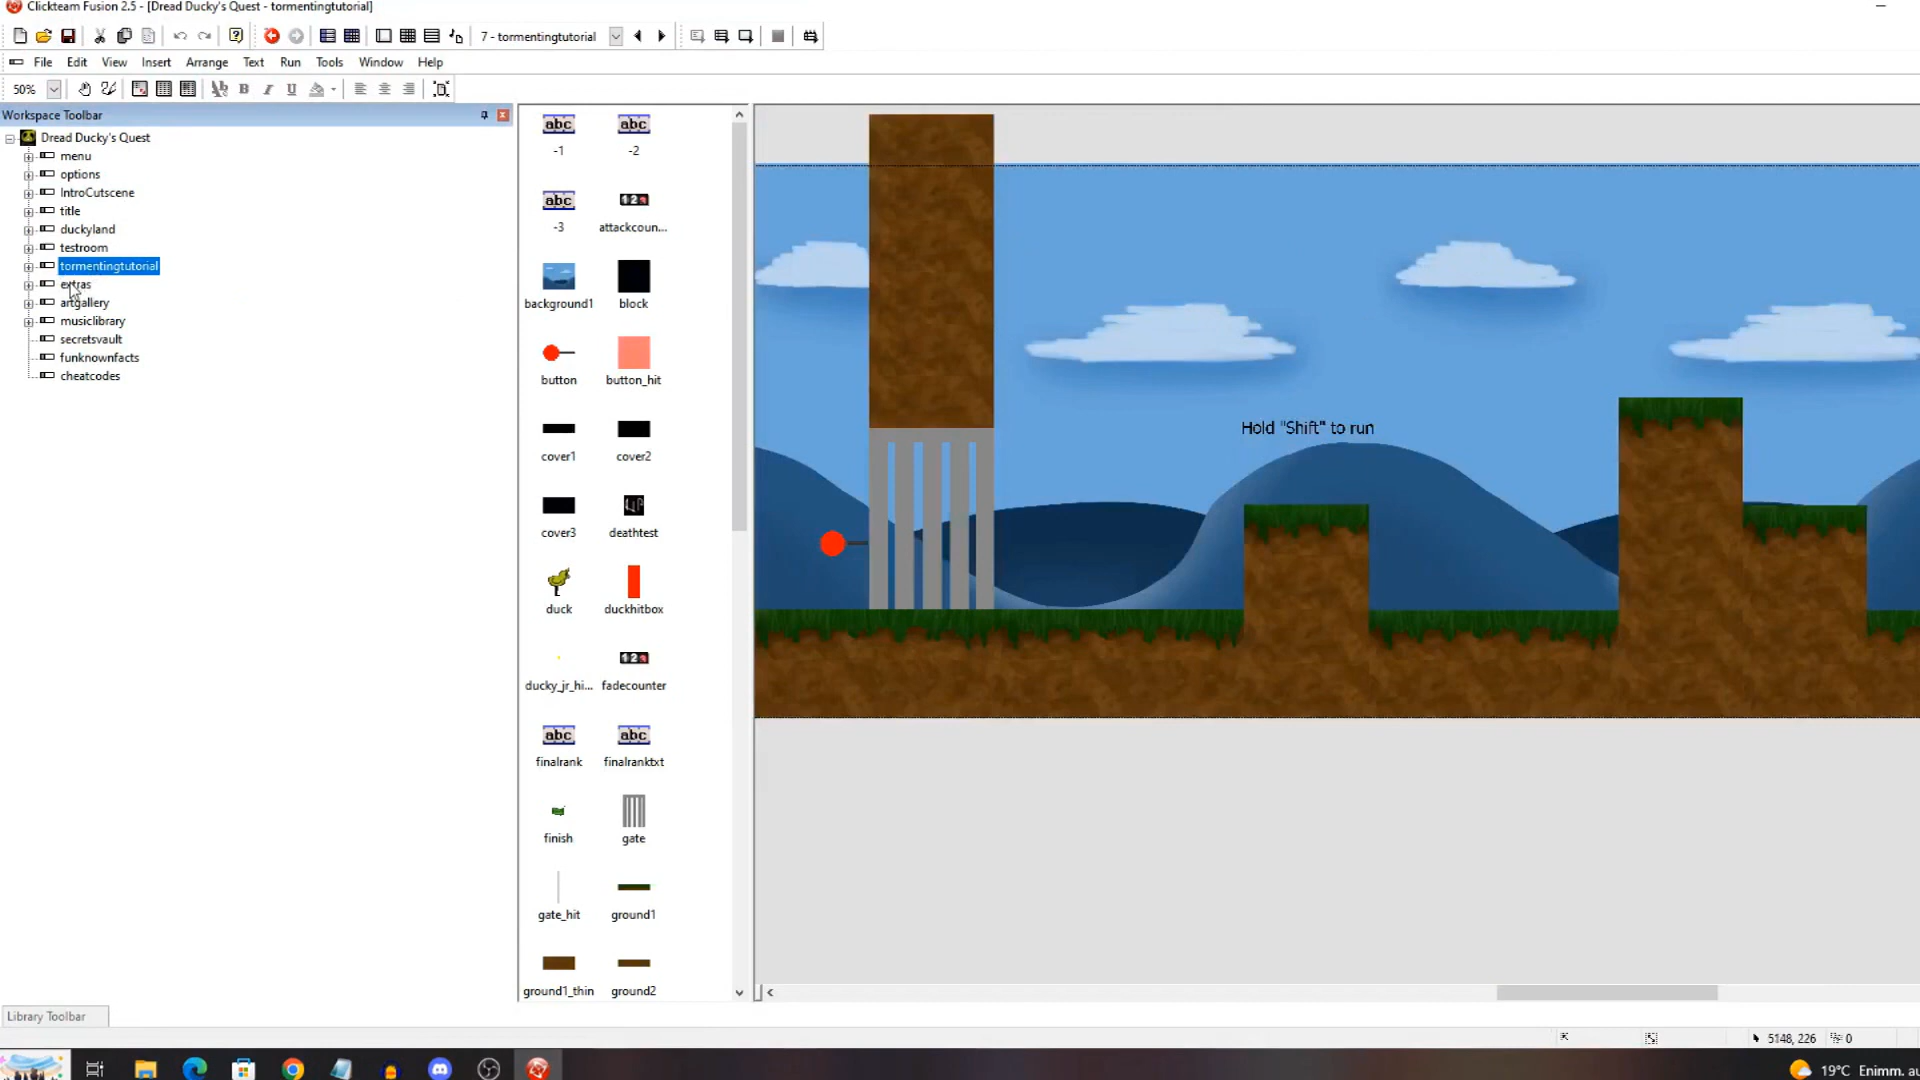 Clickteam Fusion 2.5 - [Dread Ducky's Quest - tormentingtutorial]
7 - tormentingtutorial
File Edit View Insert Arrange Text Run Tools Window Help
50%
Workspace Toolbar
Dread Ducky's Quest
menu
options
IntroCutscene
title
duckyland
testroom
tormentingtutorial
extras
artgallery
musiclibrary
secretsvault
funknownfacts
cheatcodes
abc abc
-1 -2
abc 123
-3 attackcoun...
background1 block
button button_hit
cover1 cover2
cover3 deathtest
duck duckhitbox
123
ducky_jr_hi... fadecounter
abc abc
finalrank finalranktxt
finish gate
gate_hit ground1
ground1_thin ground2
Hold "Shift" to run
Library Toolbar
5148, 226 0
19°C Enimm. au